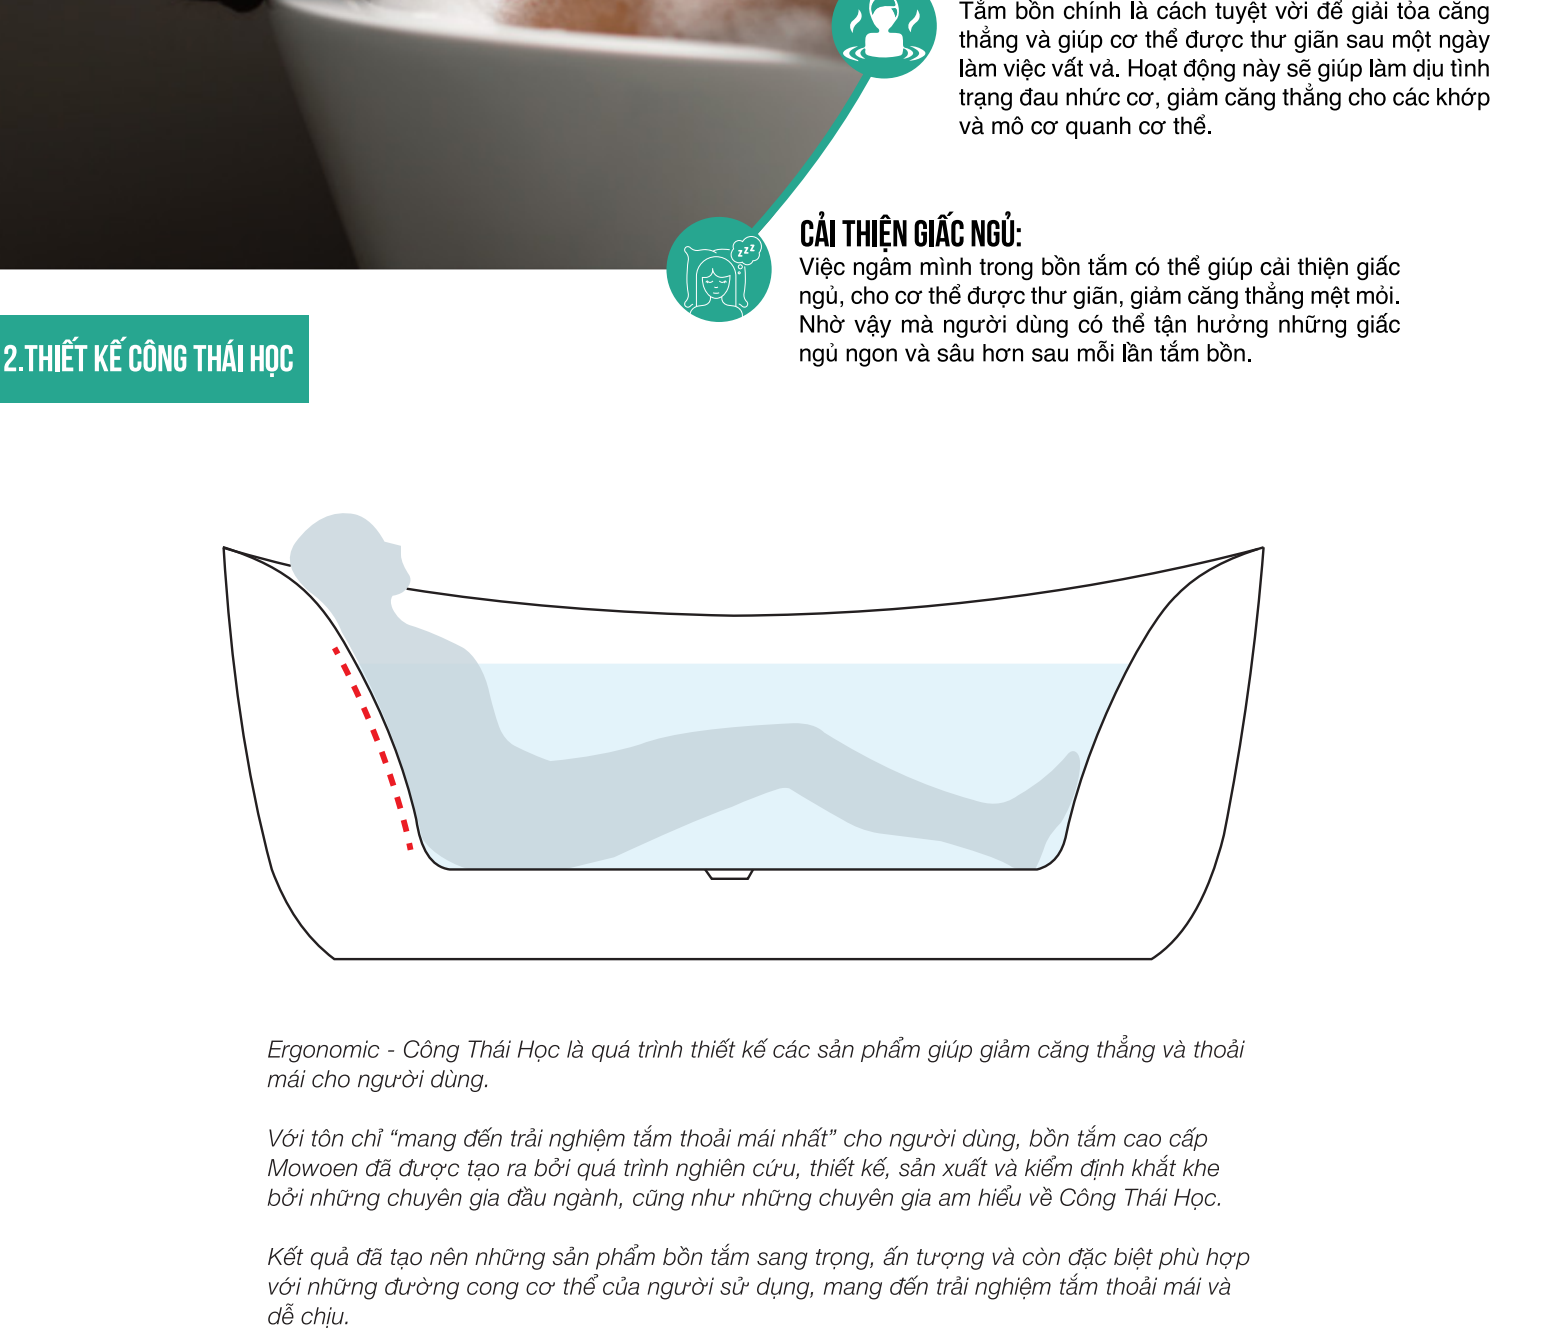 Tắm bồn chính là cách tuyệt vời để giải tỏa căng
thẳng và giúp cơ thể được thư giãn sau một ngày
làm việc vất vả. Hoạt động này sẽ giúp làm dịu tình
trạng đau nhức cơ, giảm căng thẳng cho các khớp
và mô cơ quanh cơ thể.
zzz
CẢI THIỆN GIẤC NGỦ:
Việc ngâm mình trong bồn tắm có thể giúp cải thiện giấc
ngủ, cho cơ thể được thư giãn, giảm căng thẳng mệt mỏi.
Nhờ vậy mà người dùng có thể tận hưởng những giấc
ngủ ngon và sâu hơn sau mỗi lần tắm bồn.
2.THIẾT KẾ CÔNG THÁI HỌC
Ergonomic - Công Thái Học là quá trình thiết kế các sản phẩm giúp giảm căng thẳng và thoải
mái cho người dùng.
Với tôn chỉ “mang đến trải nghiệm tắm thoải mái nhất” cho người dùng, bồn tắm cao cấp
Mowoen đã được tạo ra bởi quá trình nghiên cứu, thiết kế, sản xuất và kiểm định khắt khe
bởi những chuyên gia đầu ngành, cũng như những chuyên gia am hiểu về Công Thái Học.
Kết quả đã tạo nên những sản phẩm bồn tắm sang trọng, ấn tượng và còn đặc biệt phù hợp
với những đường cong cơ thể của người sử dụng, mang đến trải nghiệm tắm thoải mái và
dễ chịu.